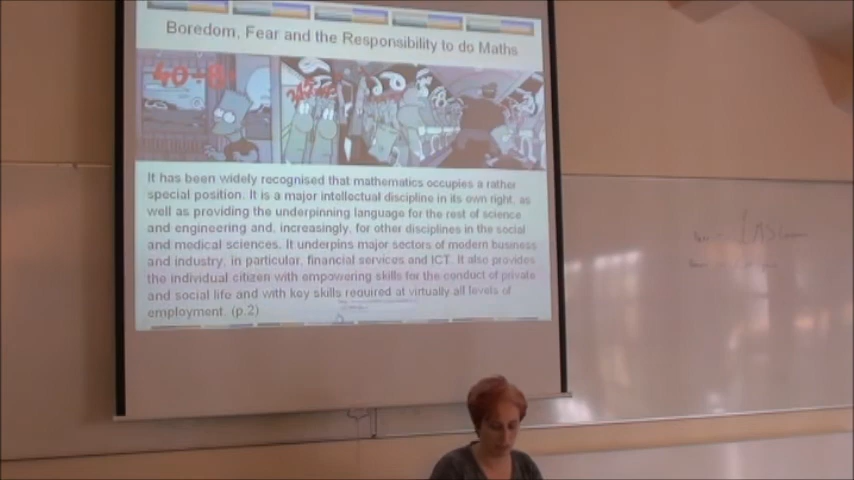 Boredom, Fear and the Responsibility to do Maths
It has been widely recognised that mathematics occupies a rather
special position. It is a major intellectual discipline in its own right, as
well as providing the underpinning language for the rest of science
and engineering and, increasingly, for other disciplines in the social
and medical sciences. It underpins major sectors of modern business
and industry, in particular, financial services and ICT. It also provides
the individual citizen with empowering skills for the conduct of private
and social life and with key skills required at virtually all levels of
employment. (p.2)